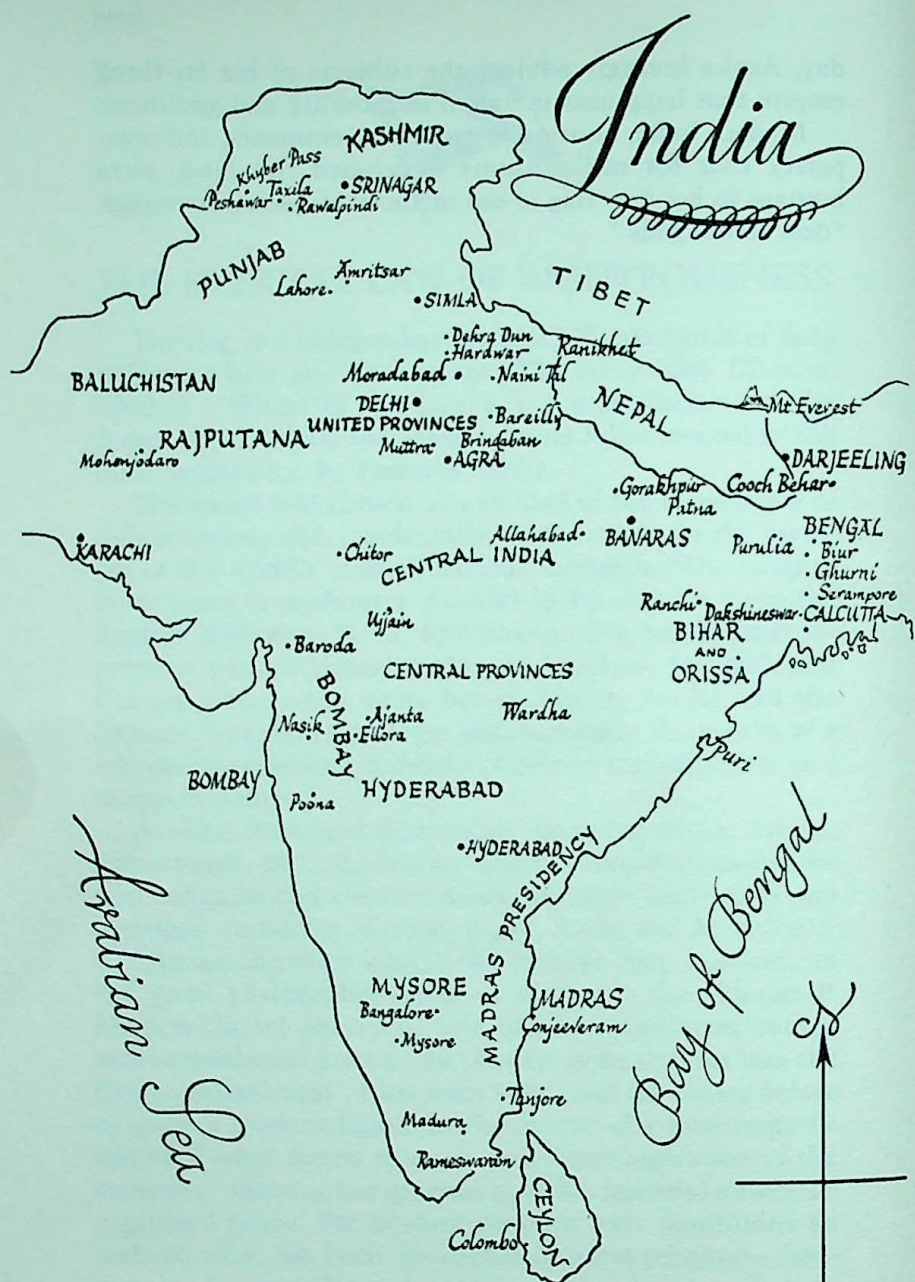 India
KASHMIR
Khyber Pass
Taxila
SRINAGAR
Peshawar
Rawalpindi
PUNJAB
Amritsar
Lahore
SIMLA
TIBET
Dehra Dun
Hardwar
Ranikhet
BALUCHISTAN
Moradabad
Naini Tal
NEPAL
Mt Everest
DELHI
UNITED PROVINCES
Bareilly
RAJPUTANA
Muttra
Brindaban
Mohenjodaro
AGRA
DARJEELING
Gorakhpur
Cooch Behar
Patna
KARACHI
Chitor
Allahabad
BANARAS
CENTRAL INDIA
Purulia
BENGAL
Biur
Ghurni
Serampore
Ujjain
Ranchi
Dakshineswar
CALCUTTA
Baroda
BIHAR
AND
ORISSA
CENTRAL PROVINCES
BOMBAY
Nasik
Ajanta
Ellora
Wardha
Puri
BOMBAY
Poona
HYDERABAD
HYDERABAD
MADRAS PRESIDENCY
Arabian Sea
Bay of Bengal
MYSORE
Bangalore
Mysore
MADRAS
Conjeeveram
Tanjore
Madura
Rameswaram
CEYLON
Colombo